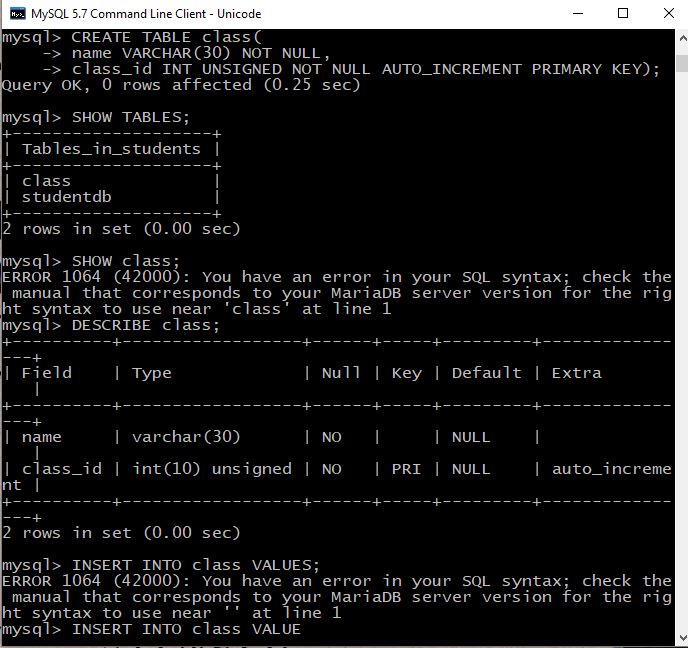 MySQL 5.7 Command Line Client - Unicode
mysql> CREATE TABLE class(
    -> name VARCHAR(30) NOT NULL,
    -> class_id INT UNSIGNED NOT NULL AUTO_INCREMENT PRIMARY KEY);
Query OK, 0 rows affected (0.25 sec)
mysql> SHOW TABLES;
+--------------------+
| Tables_in_students |
+--------------------+
| class              |
| studentdb          |
+--------------------+
2 rows in set (0.00 sec)
mysql> SHOW class;
ERROR 1064 (42000): You have an error in your SQL syntax; check the
 manual that corresponds to your MariaDB server version for the rig
ht syntax to use near 'class' at line 1
mysql> DESCRIBE class;
+----------+------------------+------+-----+---------+-------------
---+
| Field    | Type             | Null | Key | Default | Extra
   |
+----------+------------------+------+-----+---------+-------------
---+
| name     | varchar(30)      | NO   |     | NULL    |
   |
| class_id | int(10) unsigned | NO   | PRI | NULL    | auto_increme
nt |
+----------+------------------+------+-----+---------+-------------
---+
2 rows in set (0.00 sec)
mysql> INSERT INTO class VALUES;
ERROR 1064 (42000): You have an error in your SQL syntax; check the
 manual that corresponds to your MariaDB server version for the rig
ht syntax to use near '' at line 1
mysql> INSERT INTO class VALUE